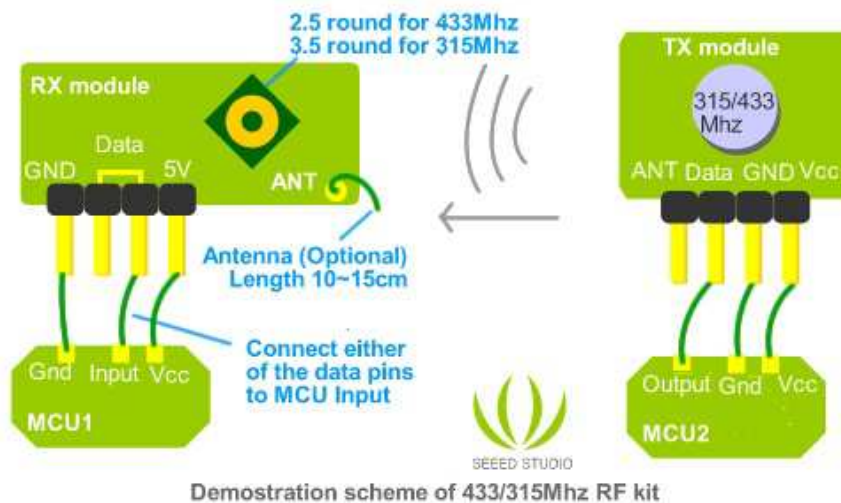 2.5 round for 433Mhz
3.5 round for 315Mhz
RX module
GND
Data
5V
ANT
Antenna (Optional)
Length 10~15cm
Connect either
of the data pins
to MCU Input
Gnd Input Vcc
MCU1
TX module
315/433
Mhz
ANT Data GND Vcc
Output Gnd Vcc
MCU2
SEEED STUDIO
Demostration scheme of 433/315Mhz RF kit